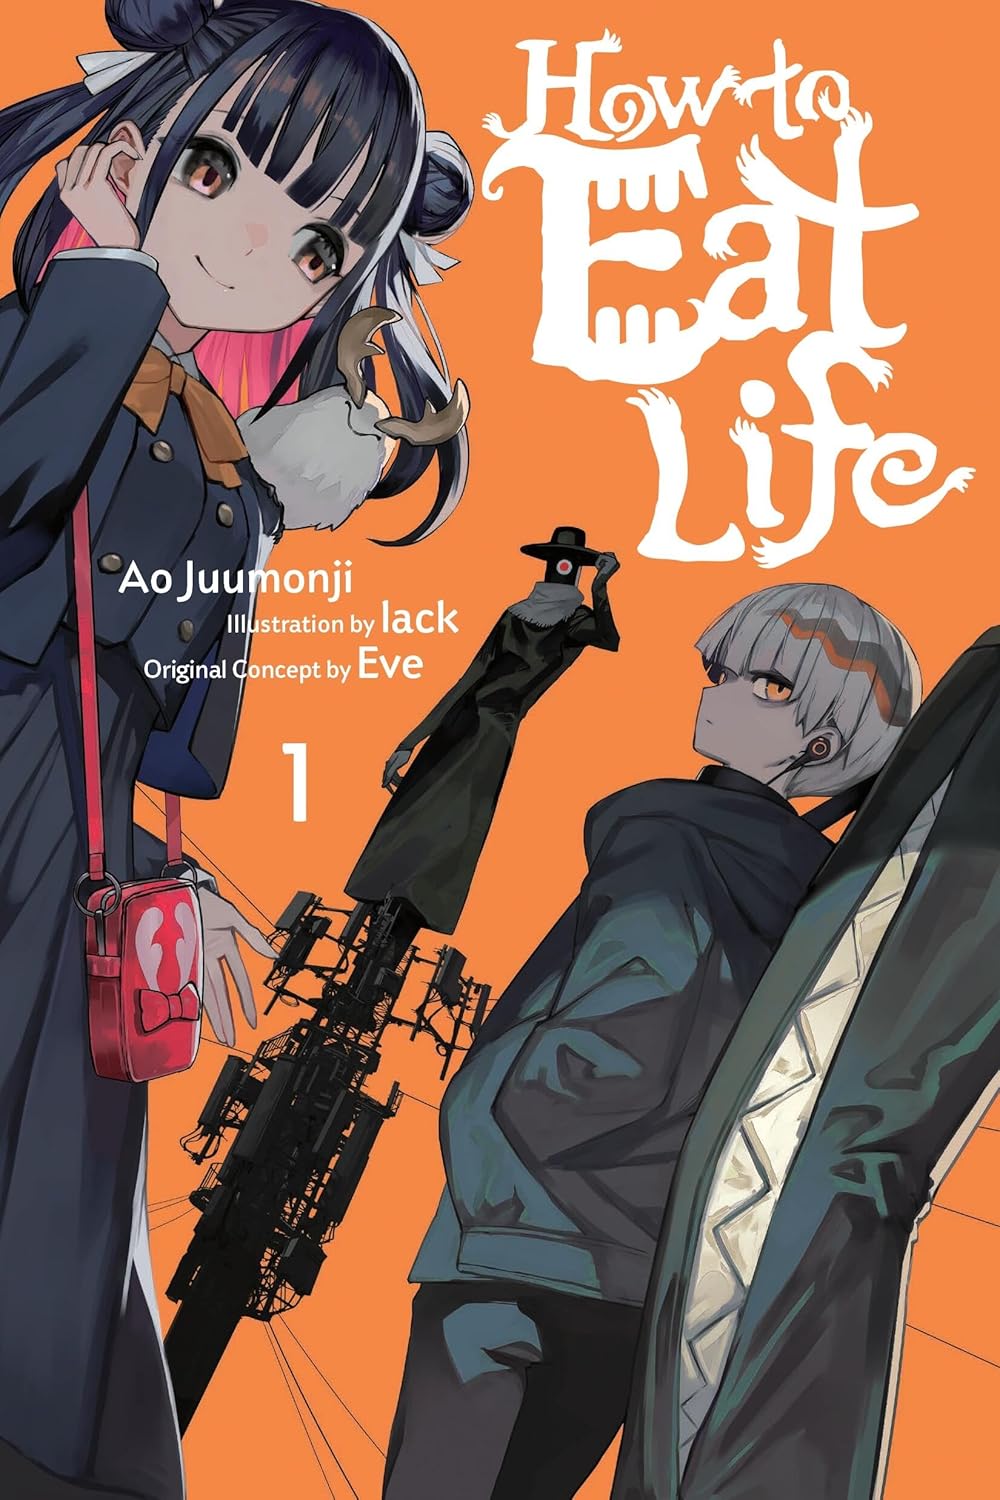 How to
Eat
Life
Ao Juumonji
Illustration by lack
Original Concept by Eve
1